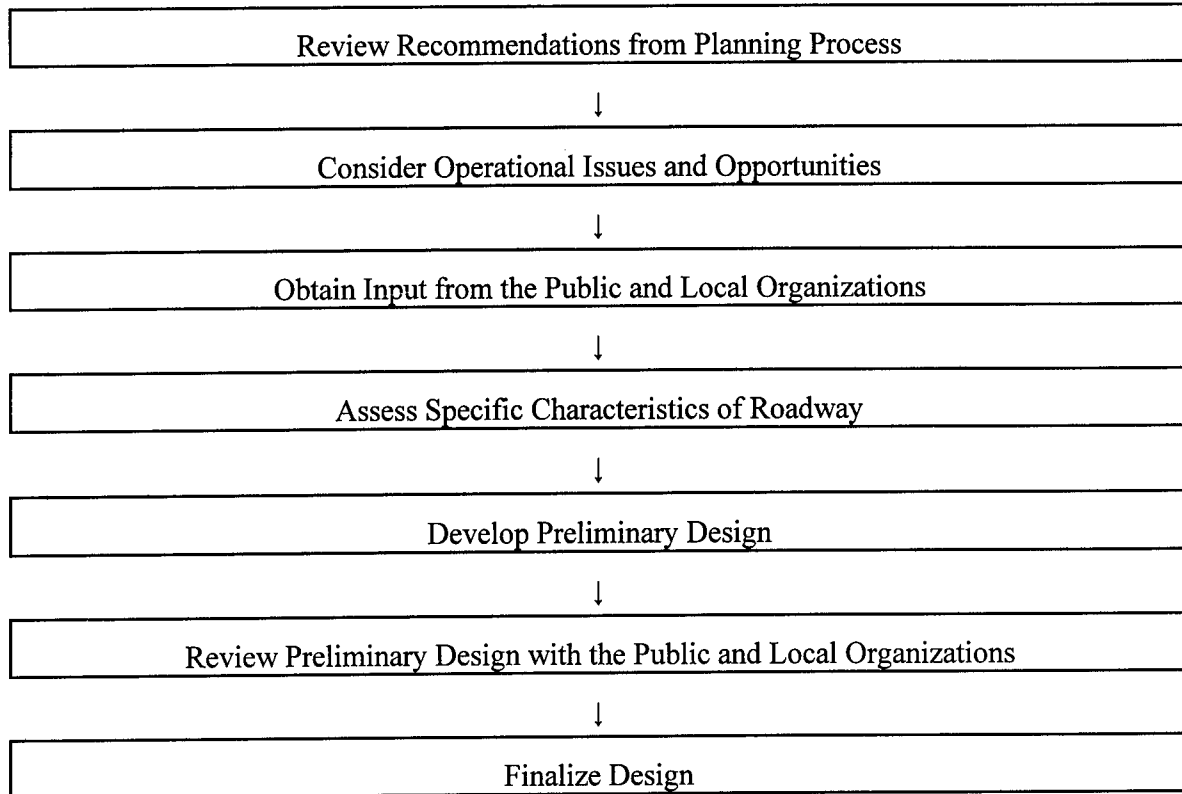 Review Recommendations from Planning Process
↓
Consider Operational Issues and Opportunities
↓
Obtain Input from the Public and Local Organizations
↓
Assess Specific Characteristics of Roadway
↓
Develop Preliminary Design
↓
Review Preliminary Design with the Public and Local Organizations
↓
Finalize Design